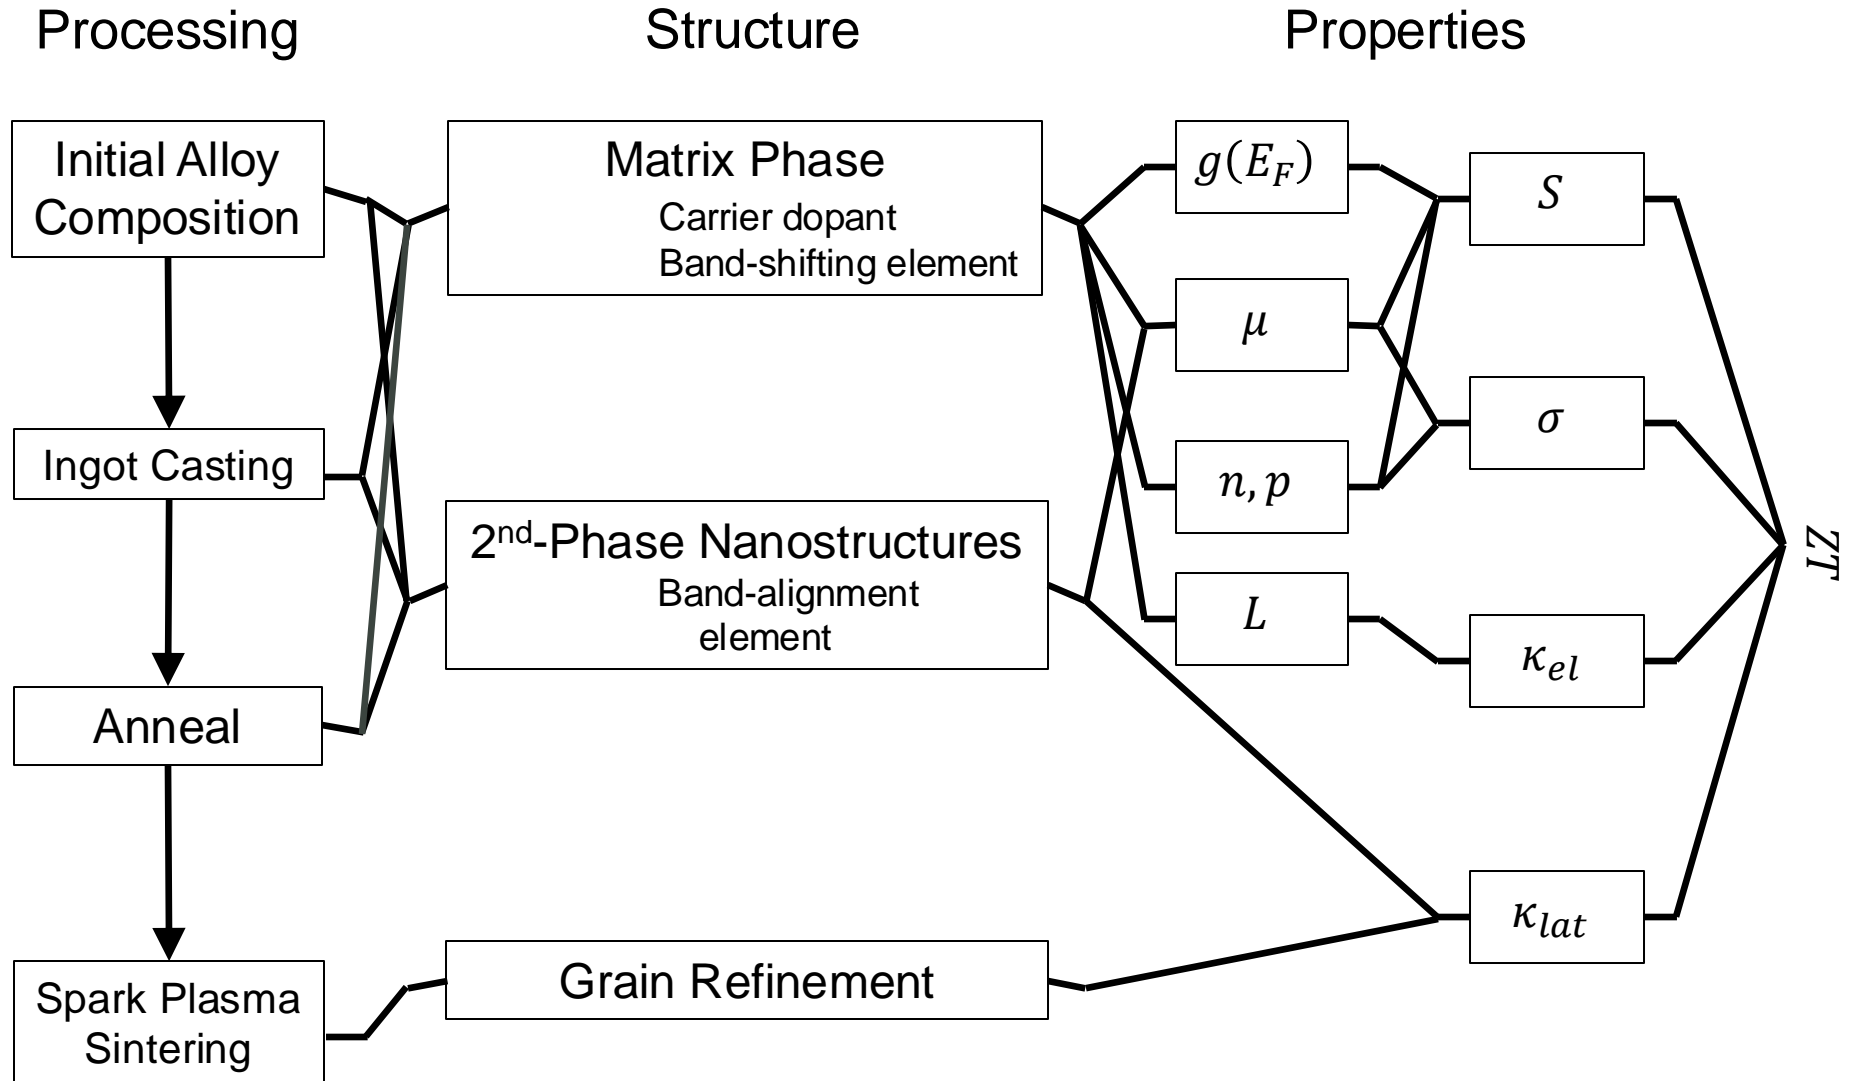 Processing
Structure
Properties
Initial Alloy
Composition
Ingot Casting
Anneal
Spark Plasma
Sintering
Matrix Phase
Carrier dopant
Band-shifting element
2nd-Phase Nanostructures
Band-alignment
element
Grain Refinement
g(E_F)
μ
n, p
L
S
σ
κ_el
κ_lat
ZT